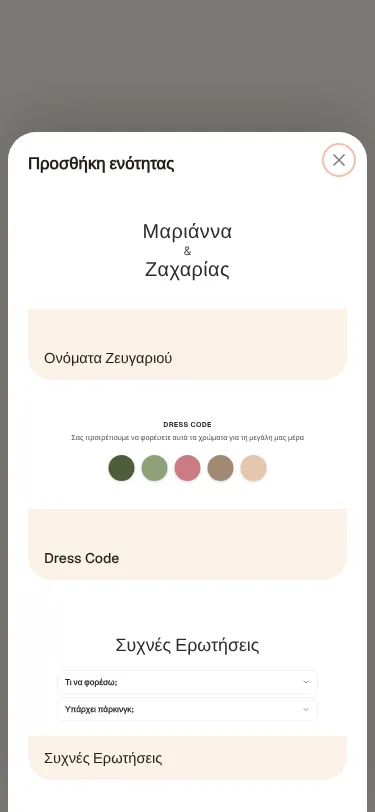 Προσθήκη ενότητας
Μαριάννα
&
Ζαχαρίας
Ονόματα Ζευγαριού
DRESS CODE
Σας προτρέπουμε να φορέσετε αυτά τα χρώματα για τη μεγάλη μας μέρα
Dress Code
Συχνές Ερωτήσεις
Τι να φορέσω;
Υπάρχει πάρκινγκ;
Συχνές Ερωτήσεις